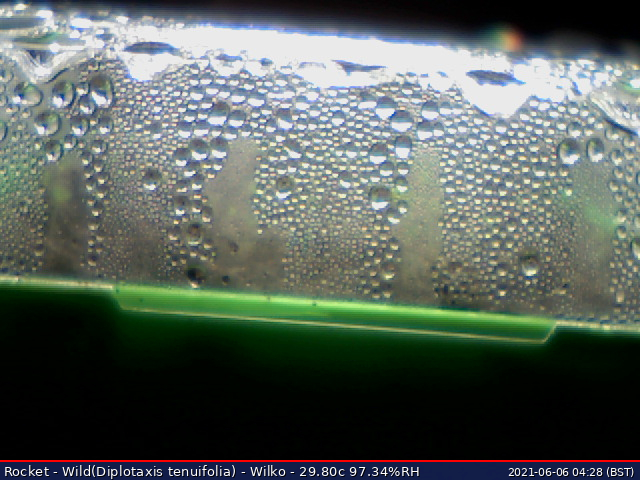 Rocket - Wild(Diplotaxis tenuifolia) - Wilko - 29.80c 97.34%RH
2021-06-06 04:28 (BST)